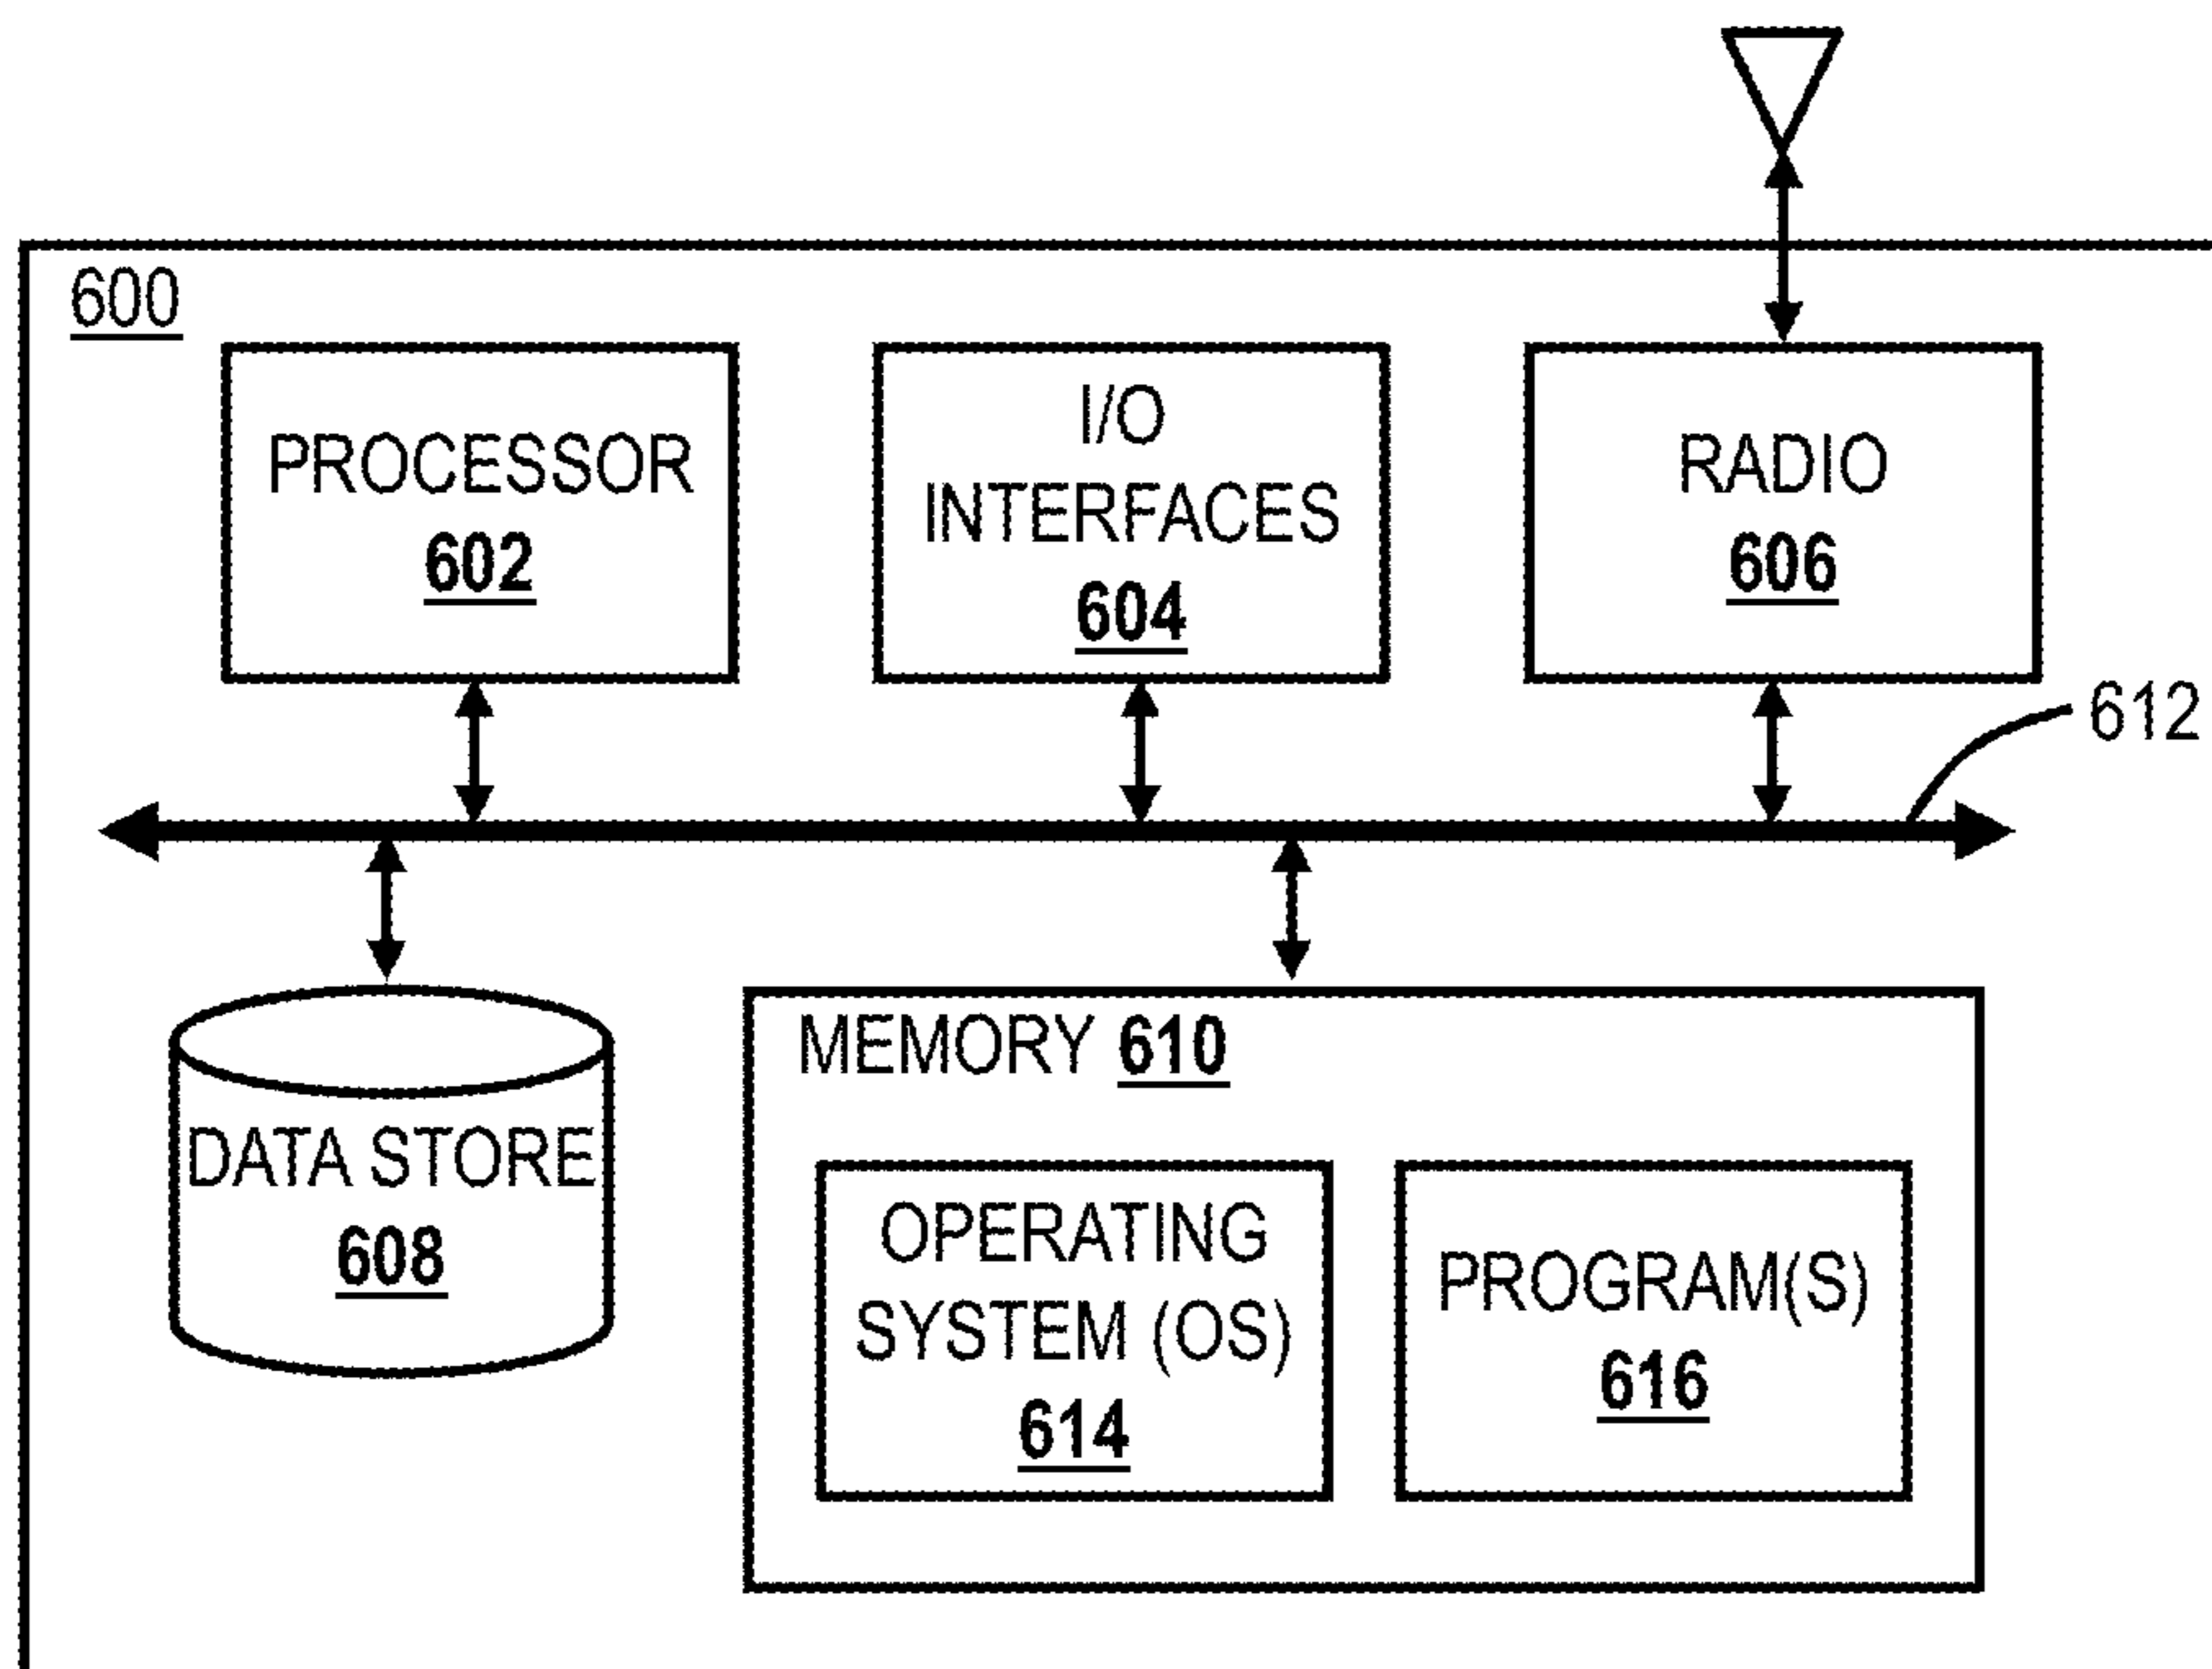 600
PROCESSOR
602
I/O
INTERFACES
604
RADIO
606
612
DATA STORE
608
MEMORY 610
OPERATING
SYSTEM (OS)
614
PROGRAM(S)
616